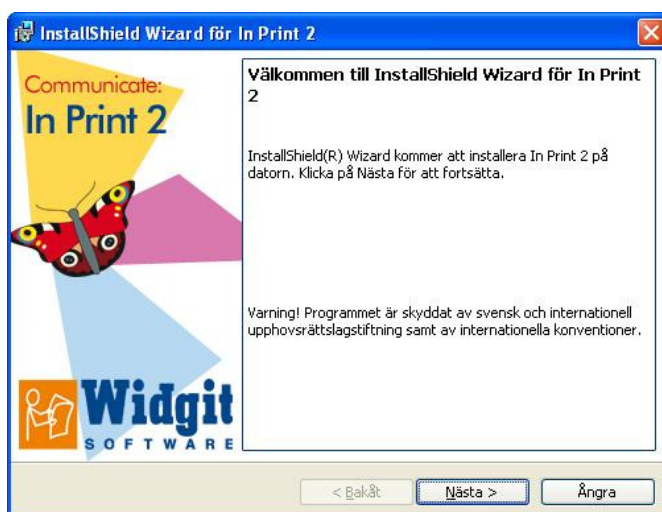 InstallShield Wizard för In Print 2
Communicate:
In Print 2
Välkommen till InstallShield Wizard för In Print
2
InstallShield(R) Wizard kommer att installera In Print 2 på
datorn. Klicka på Nästa för att fortsätta.
Varning! Programmet är skyddat av svensk och internationell
upphovsrättslagstiftning samt av internationella konventioner.
Widgit
SOFTWARE
< Bakåt
Nästa >
Ångra